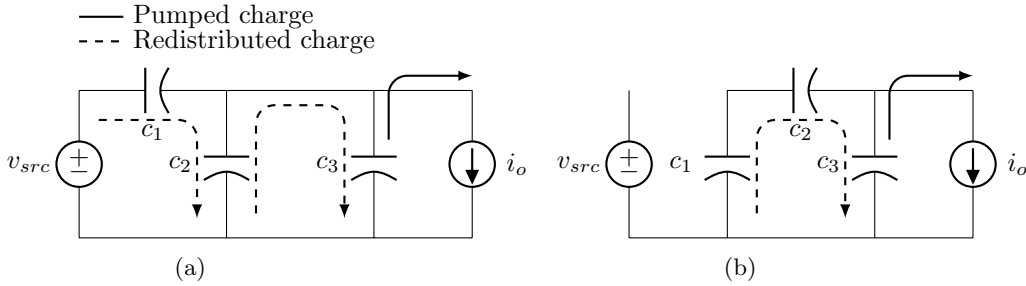 Pumped charge
Redistributed charge
c1
c2
vsrc
c2
c3
io
vsrc
c1
c3
io
(a)
(b)